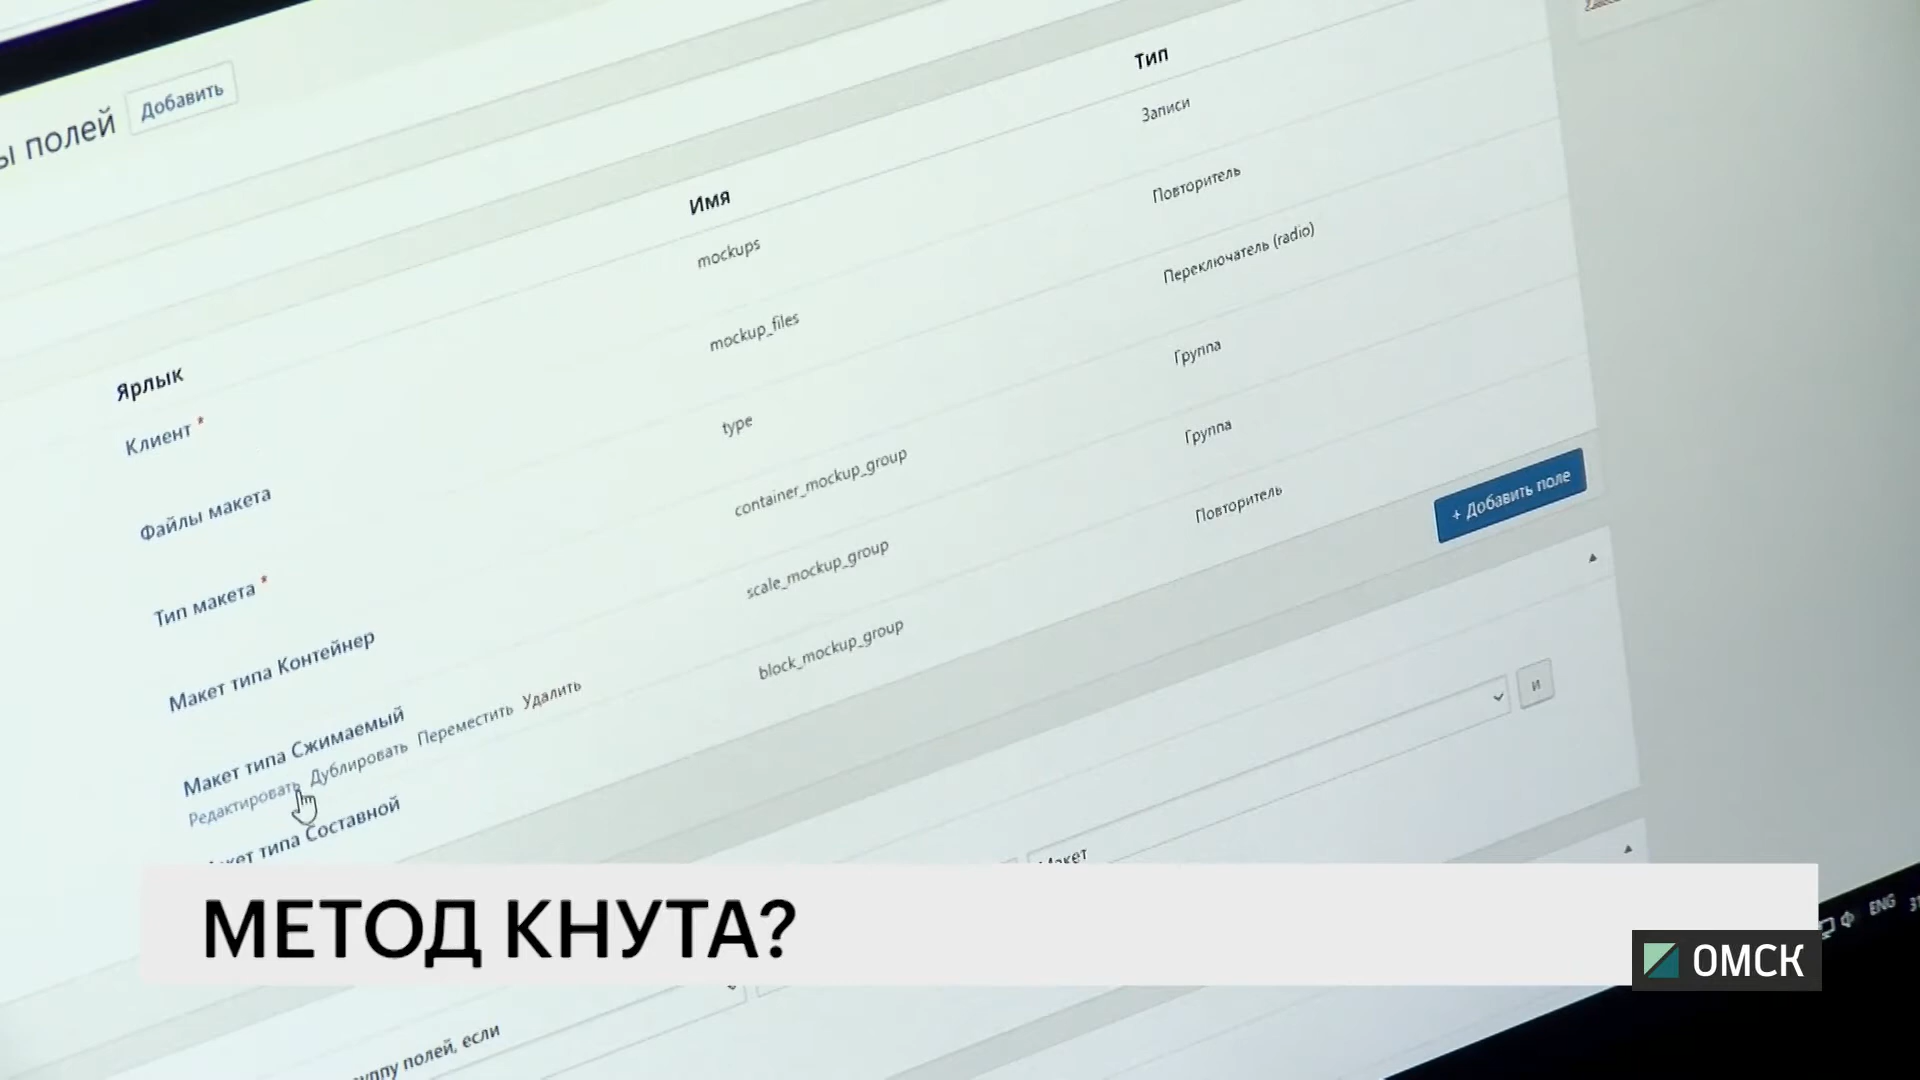 ы полей Добавить
Ярлык Имя Тип
Клиент * mockups Записи
Файлы макета mockup_files Повторитель
Тип макета * type Переключатель (radio)
Макет типа Контейнер container_mockup_group Группа
Макет типа Сжимаемый scale_mockup_group Группа
Редактировать Дублировать Переместить Удалить
кет типа Составной block_mockup_group Повторитель
+ Добавить поле
и
Макет
МЕТОД КНУТА?
ENG
ОМСК
уппу полей, если